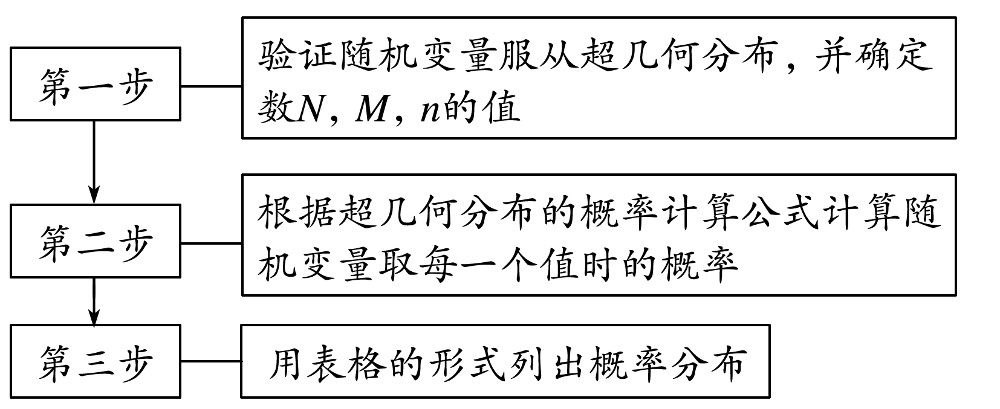 第一步
验证随机变量服从超几何分布，并确定
数N，M，n的值
第二步
根据超几何分布的概率计算公式计算随
机变量取每一个值时的概率
第三步
用表格的形式列出概率分布